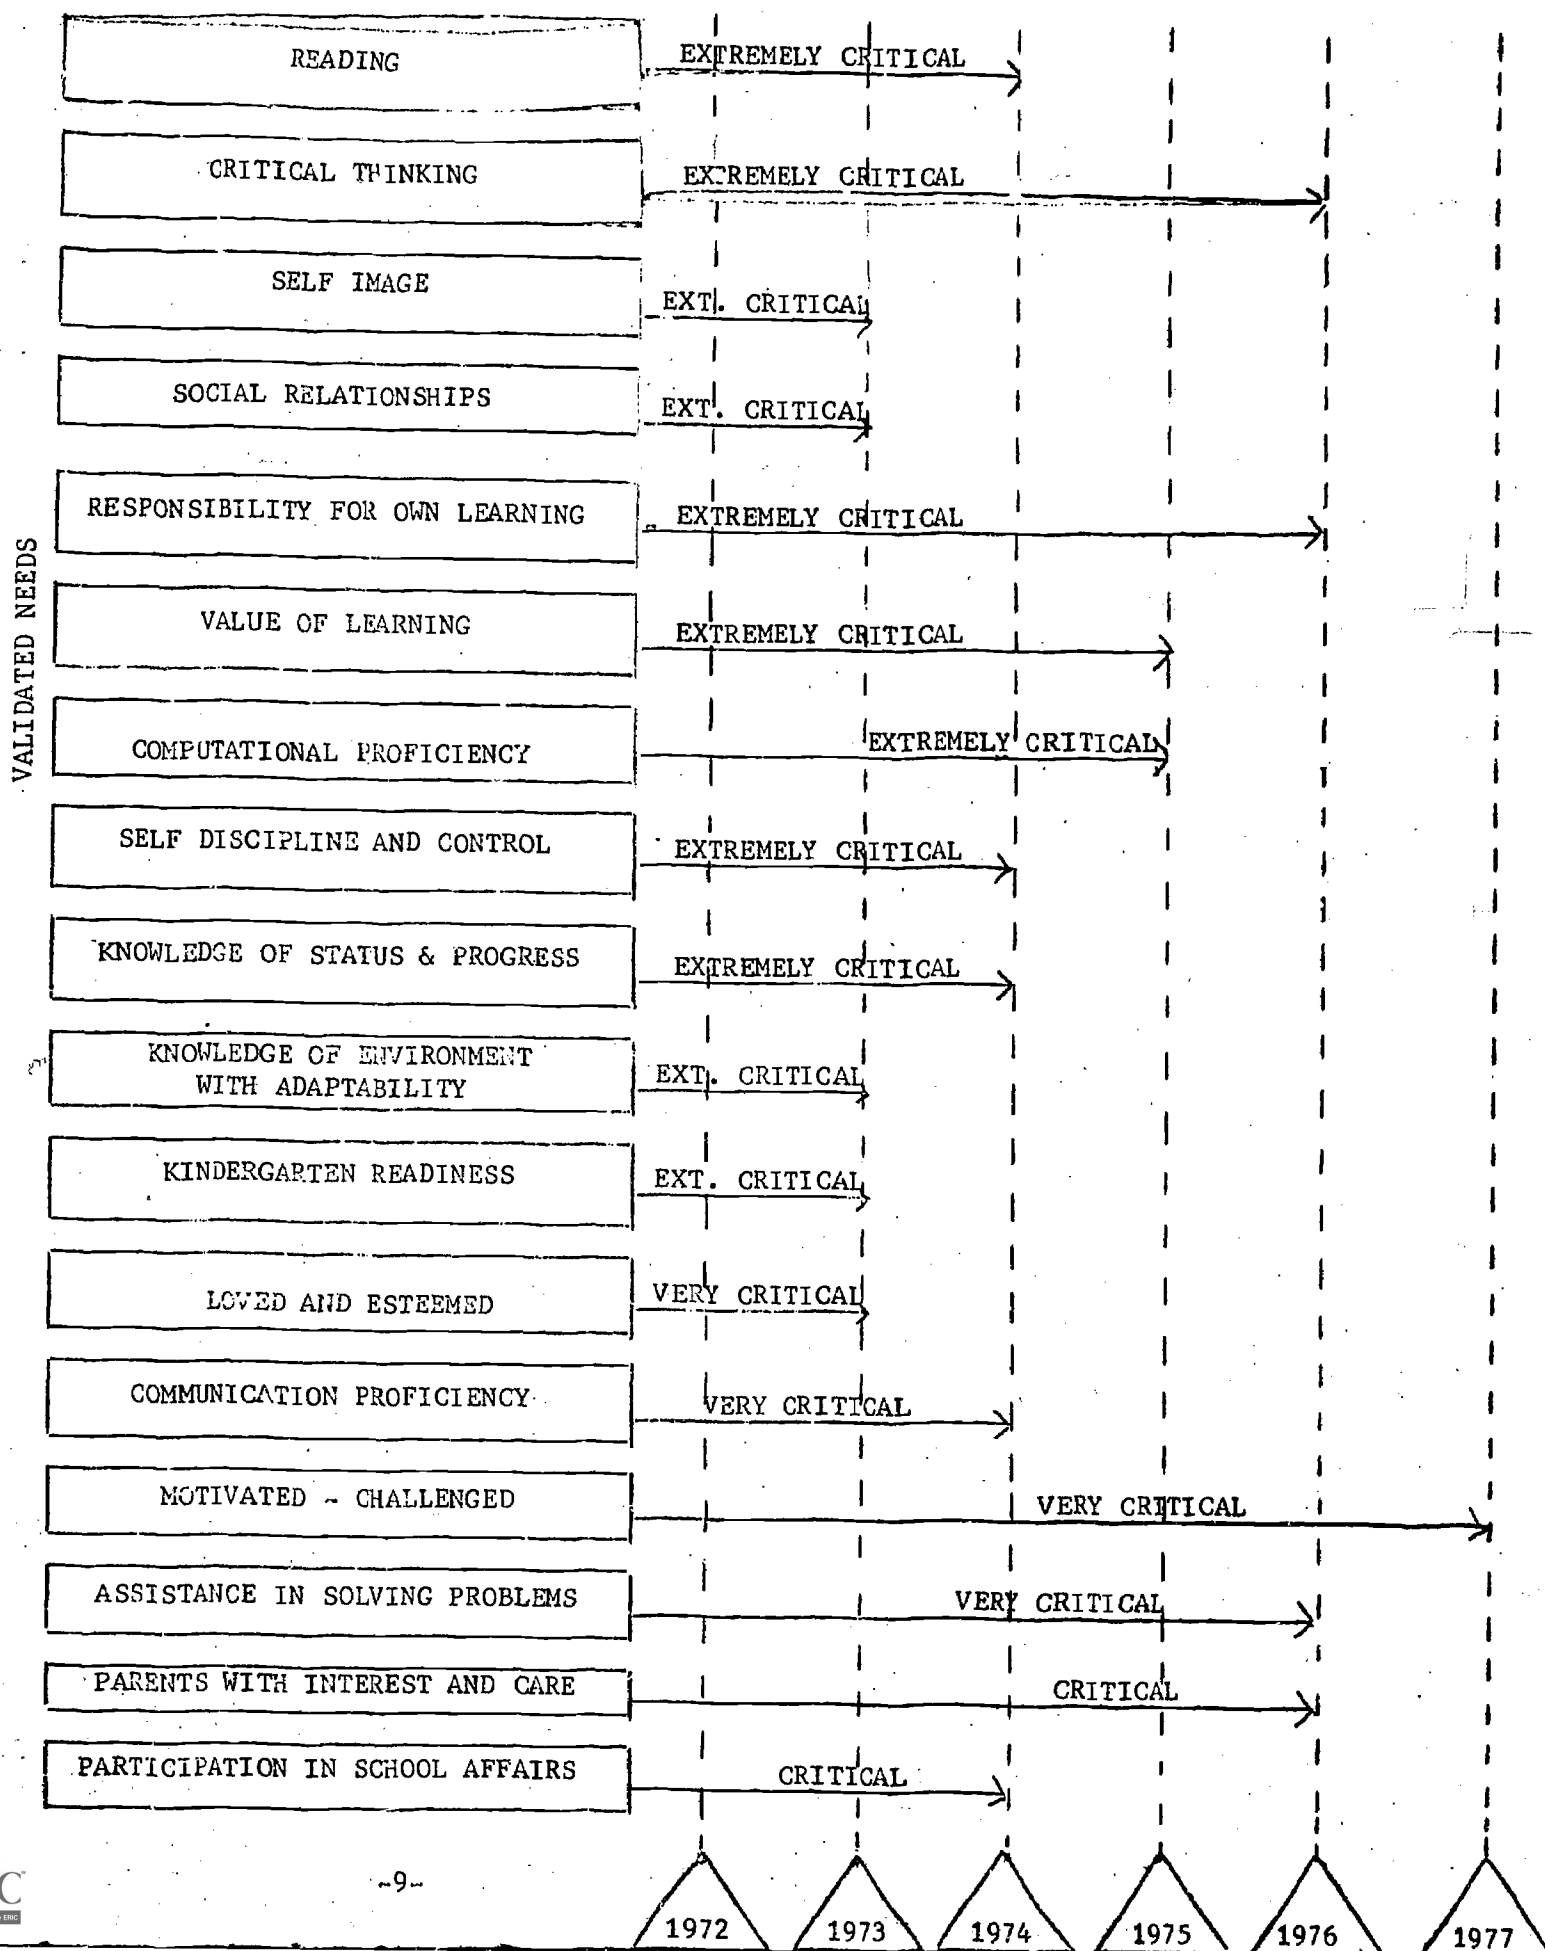 READING
EXTREMELY CRITICAL
CRITICAL THINKING
EXTREMELY CRITICAL
SELF IMAGE
EXT. CRITICAL
SOCIAL RELATIONSHIPS
EXT. CRITICAL
RESPONSIBILITY FOR OWN LEARNING
EXTREMELY CRITICAL
VALIDATED NEEDS
VALUE OF LEARNING
EXTREMELY CRITICAL
COMPUTATIONAL PROFICIENCY
EXTREMELY CRITICAL
SELF DISCIPLINE AND CONTROL
EXTREMELY CRITICAL
KNOWLEDGE OF STATUS & PROGRESS
EXTREMELY CRITICAL
KNOWLEDGE OF ENVIRONMENT
WITH ADAPTABILITY
EXT. CRITICAL
KINDERGARTEN READINESS
EXT. CRITICAL
LOVED AND ESTEEMED
VERY CRITICAL
COMMUNICATION PROFICIENCY
VERY CRITICAL
MOTIVATED - CHALLENGED
VERY CRITICAL
ASSISTANCE IN SOLVING PROBLEMS
VERY CRITICAL
PARENTS WITH INTEREST AND CARE
CRITICAL
PARTICIPATION IN SCHOOL AFFAIRS
CRITICAL
-9-
1972 1973 1974 1975 1976 1977
ERIC